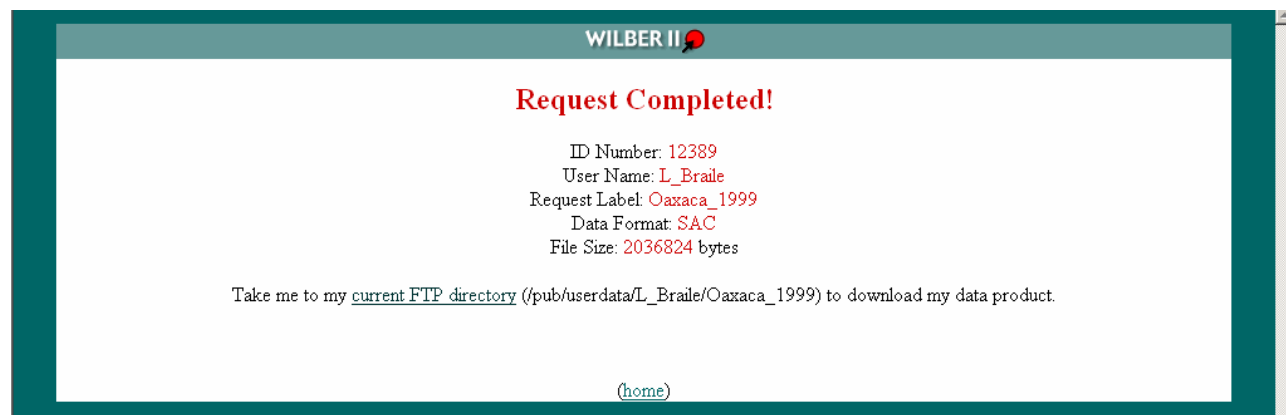 WILBER II
Request Completed!
ID Number: 12389
User Name: L_Braile
Request Label: Oaxaca_1999
Data Format: SAC
File Size: 2036824 bytes
Take me to my current FTP directory (/pub/userdata/L_Braile/Oaxaca_1999) to download my data product.
(home)